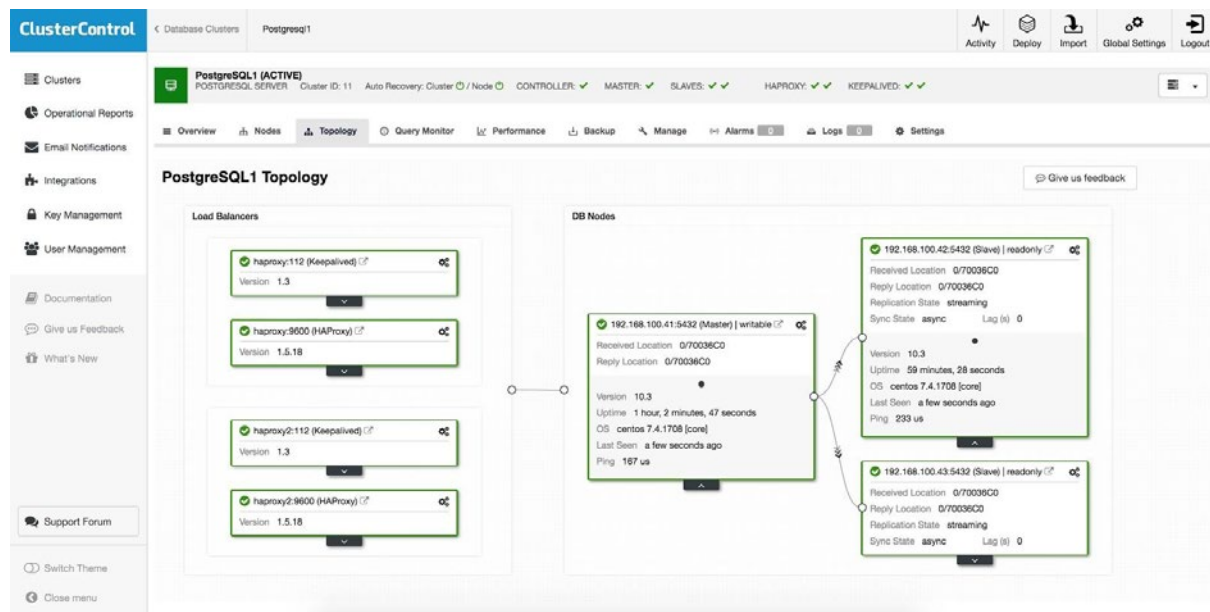 ClusterControl
Database Clusters
Postgresql1
Activity
Deploy
Import
Global Settings
Logout
Clusters
Operational Reports
Email Notifications
Integrations
Key Management
User Management
Documentation
Give us Feedback
What's New
Support Forum
Switch Theme
Close menu
PostgreSQL1 (ACTIVE)
POSTGRESQL SERVER Cluster ID: 11 Auto Recovery: Cluster / Node CONTROLLER: ✔ MASTER: ✔ SLAVES: ✔ ✔ HAPROXY: ✔ ✔ KEEPALIVED: ✔ ✔
Overview Nodes Topology Query Monitor Performance Backup Manage Alarms 0 Logs 0 Settings
PostgreSQL1 Topology
Give us feedback
Load Balancers
haproxy:112 (Keepalived)
Version 1.3
haproxy:9600 (HAProxy)
Version 1.5.18
haproxy2:112 (Keepalived)
Version 1.3
haproxy2:9600 (HAProxy)
Version 1.5.18
DB Nodes
192.168.100.41:5432 (Master) | writable
Received Location 0/70036C0
Reply Location 0/70036C0
Version 10.3
Uptime 1 hour, 2 minutes, 47 seconds
OS centos 7.4.1708 [core]
Last Seen a few seconds ago
Ping 167 us
192.168.100.42:5432 (Slave) | readonly
Received Location 0/70036C0
Reply Location 0/70036C0
Replication State streaming
Sync State async Lag (s) 0
Version 10.3
Uptime 59 minutes, 28 seconds
OS centos 7.4.1708 [core]
Last Seen a few seconds ago
Ping 233 us
192.168.100.43:5432 (Slave) | readonly
Received Location 0/70036C0
Reply Location 0/70036C0
Replication State streaming
Sync State async Lag (s) 0